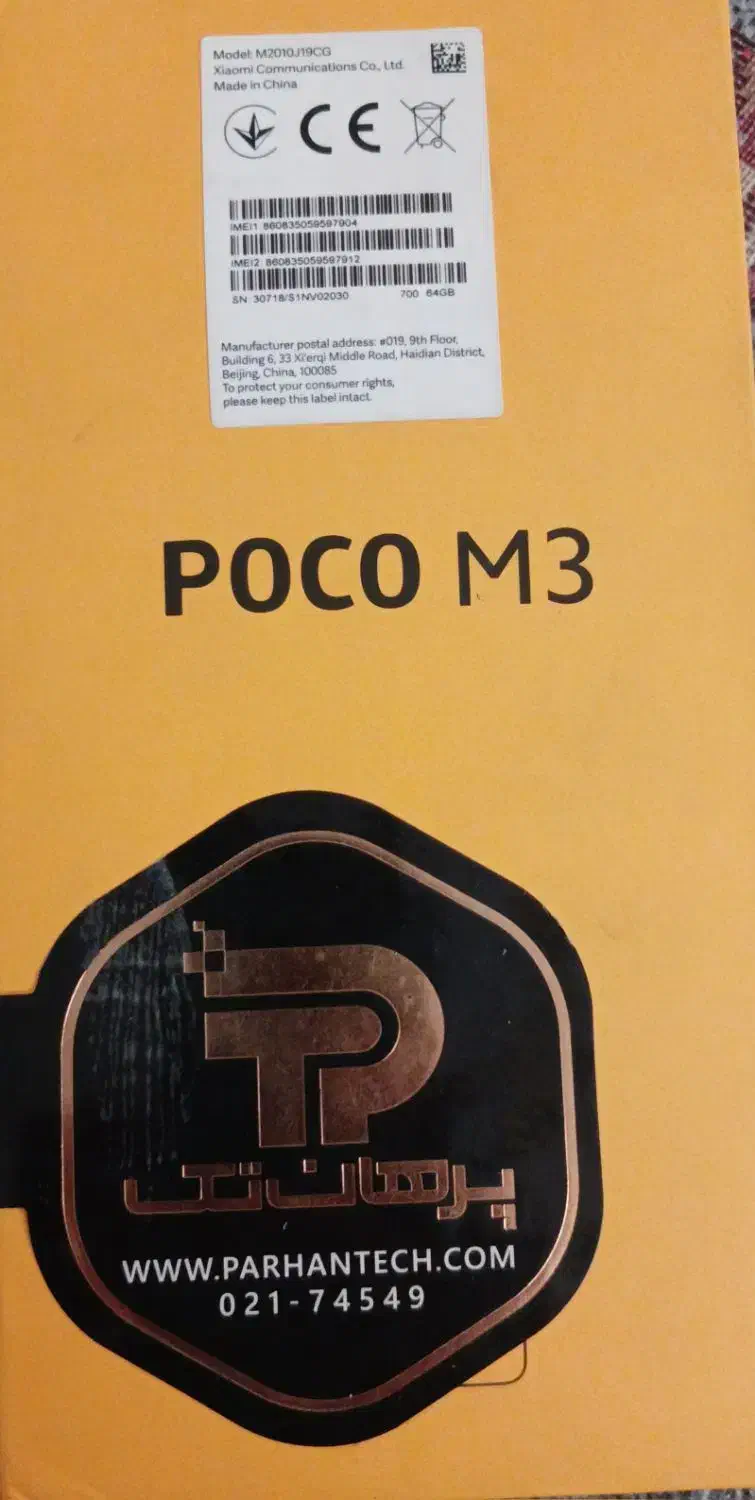 Model: M2010J19CG
Xiaomi Communications Co., Ltd.
Made in China
CE
IMEI1: 860835059597904
IMEI2: 860835059597912
SN: 30718/S1NV02030 700 64GB
Manufacturer postal address: #019, 9th Floor,
Building 6, 33 Xi'erqi Middle Road, Haidian District,
Beijing, China, 100085
To protect your consumer rights,
please keep this label intact.
POCO M3
پرهان تک
WWW.PARHANTECH.COM
021-74549